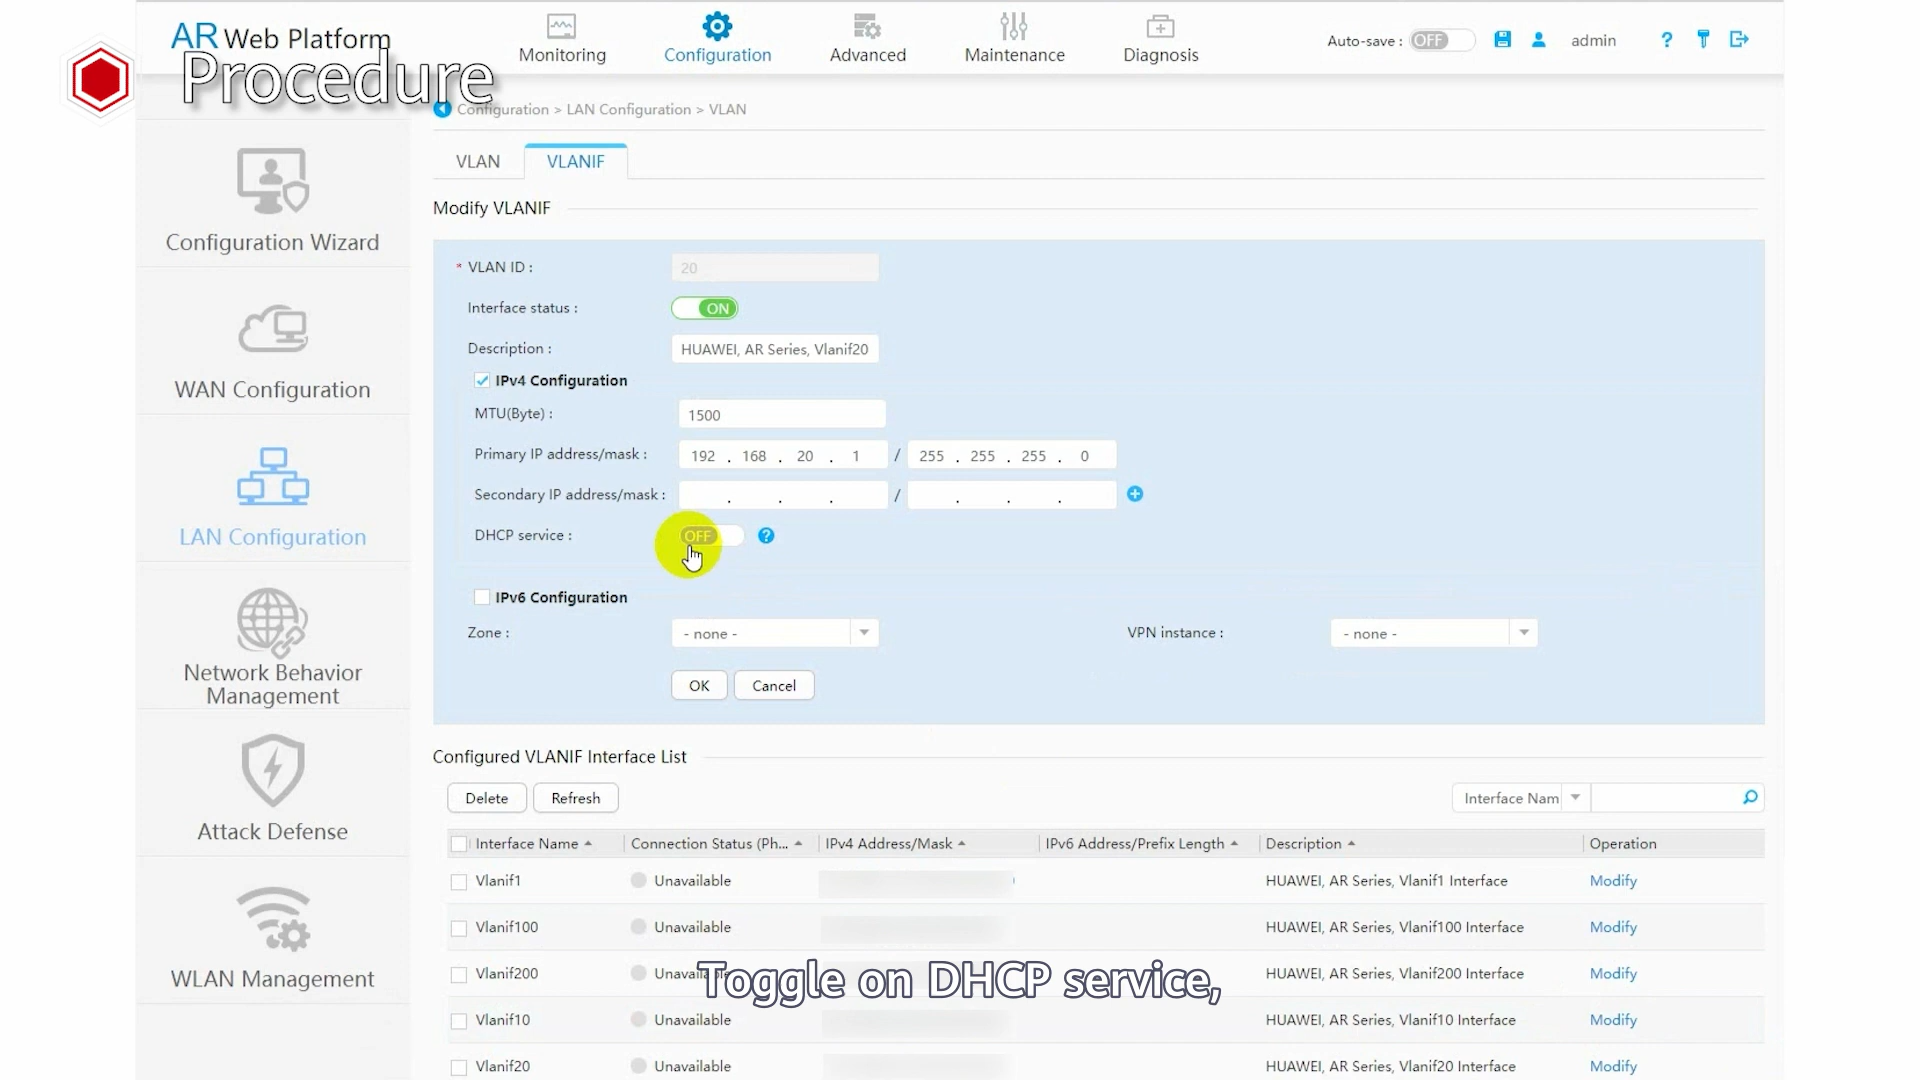 AR Web Platform
Procedure
Monitoring
Configuration
Advanced
Maintenance
Diagnosis
Auto-save : OFF
admin
?
Configuration > LAN Configuration > VLAN
Configuration Wizard
WAN Configuration
LAN Configuration
Network Behavior
Management
Attack Defense
WLAN Management
VLAN
VLANIF
Modify VLANIF
* VLAN ID : 20
Interface status : ON
Description : HUAWEI, AR Series, Vlanif20
IPv4 Configuration
MTU(Byte) : 1500
Primary IP address/mask : 192 . 168 . 20 . 1 / 255 . 255 . 255 . 0
Secondary IP address/mask : . . . / . . .
DHCP service : OFF ?
IPv6 Configuration
Zone : - none - VPN instance : - none -
OK Cancel
Configured VLANIF Interface List
Delete Refresh Interface Nam
Interface Name Connection Status (Ph... IPv4 Address/Mask IPv6 Address/Prefix Length Description Operation
Vlanif1 Unavailable HUAWEI, AR Series, Vlanif1 Interface Modify
Vlanif100 Unavailable HUAWEI, AR Series, Vlanif100 Interface Modify
Vlanif200 Unavailable HUAWEI, AR Series, Vlanif200 Interface Modify
Toggle on DHCP service,
Vlanif10 Unavailable HUAWEI, AR Series, Vlanif10 Interface Modify
Vlanif20 Unavailable HUAWEI, AR Series, Vlanif20 Interface Modify